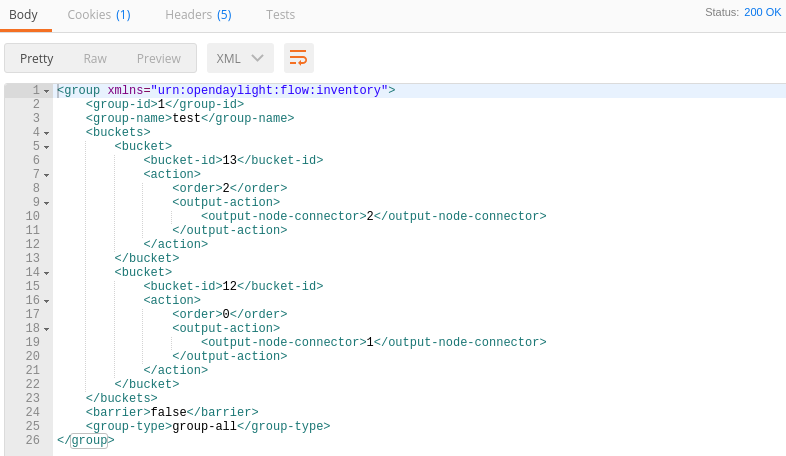 Body Cookies (1) Headers (5) Tests Status: 200 OK
Pretty Raw Preview XML
1 <group xmlns="urn:opendaylight:flow:inventory">
2 <group-id>1</group-id>
3 <group-name>test</group-name>
4 <buckets>
5 <bucket>
6 <bucket-id>13</bucket-id>
7 <action>
8 <order>2</order>
9 <output-action>
10 <output-node-connector>2</output-node-connector>
11 </output-action>
12 </action>
13 </bucket>
14 <bucket>
15 <bucket-id>12</bucket-id>
16 <action>
17 <order>0</order>
18 <output-action>
19 <output-node-connector>1</output-node-connector>
20 </output-action>
21 </action>
22 </bucket>
23 </buckets>
24 <barrier>false</barrier>
25 <group-type>group-all</group-type>
26 </group>